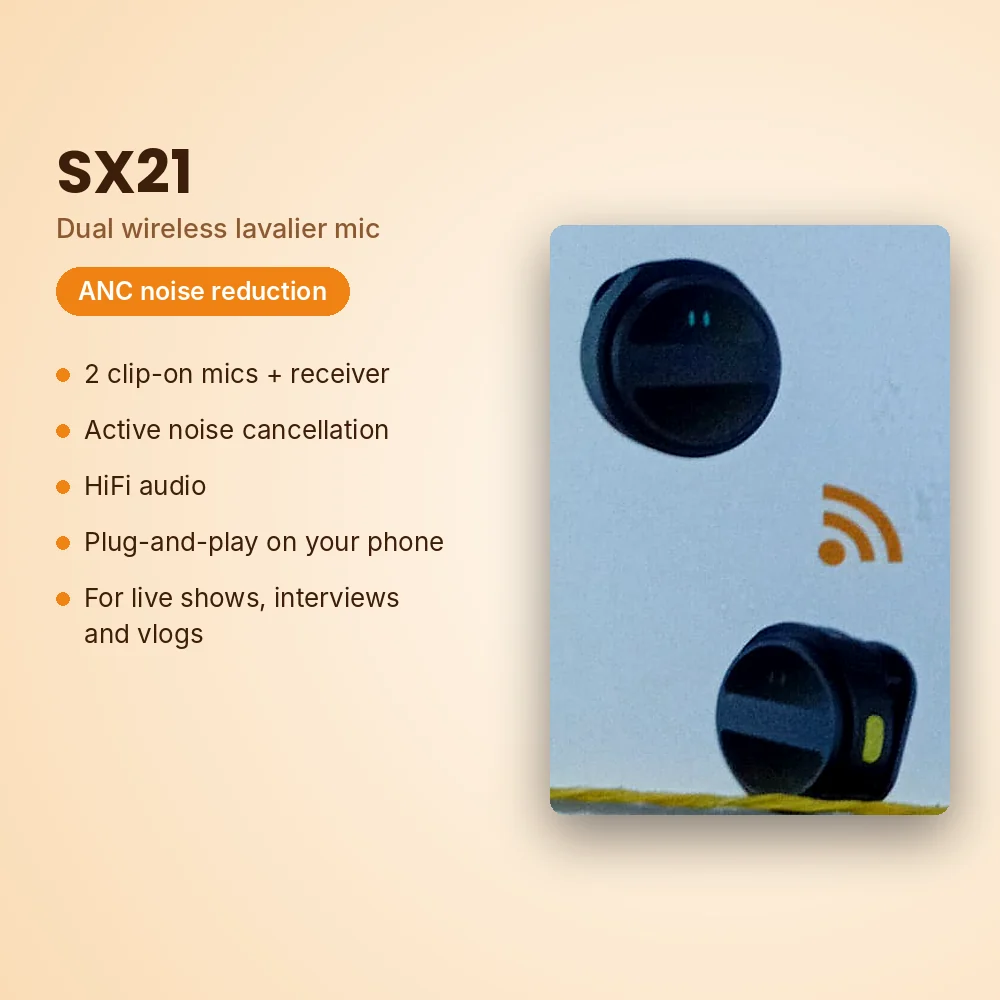 SX21
Dual wireless lavalier mic
ANC noise reduction
2 clip-on mics + receiver
Active noise cancellation
HiFi audio
Plug-and-play on your phone
For live shows, interviews
and vlogs